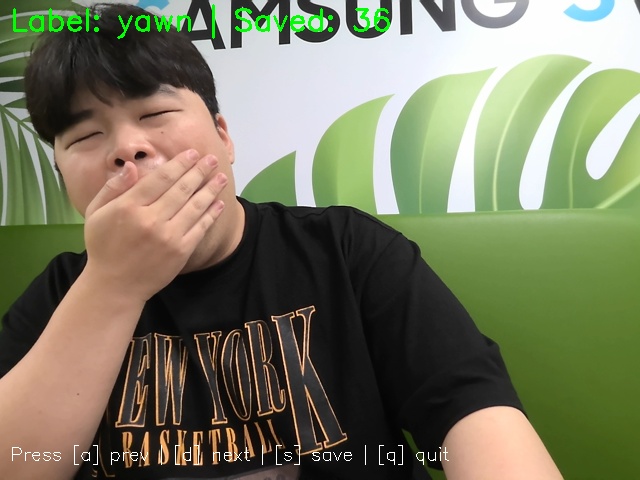 Label: yawn | Saved: 36
SAMSUNG S
NEW YORK
BASKETBALL
Press [a] prev | [d] next | [s] save | [q] quit